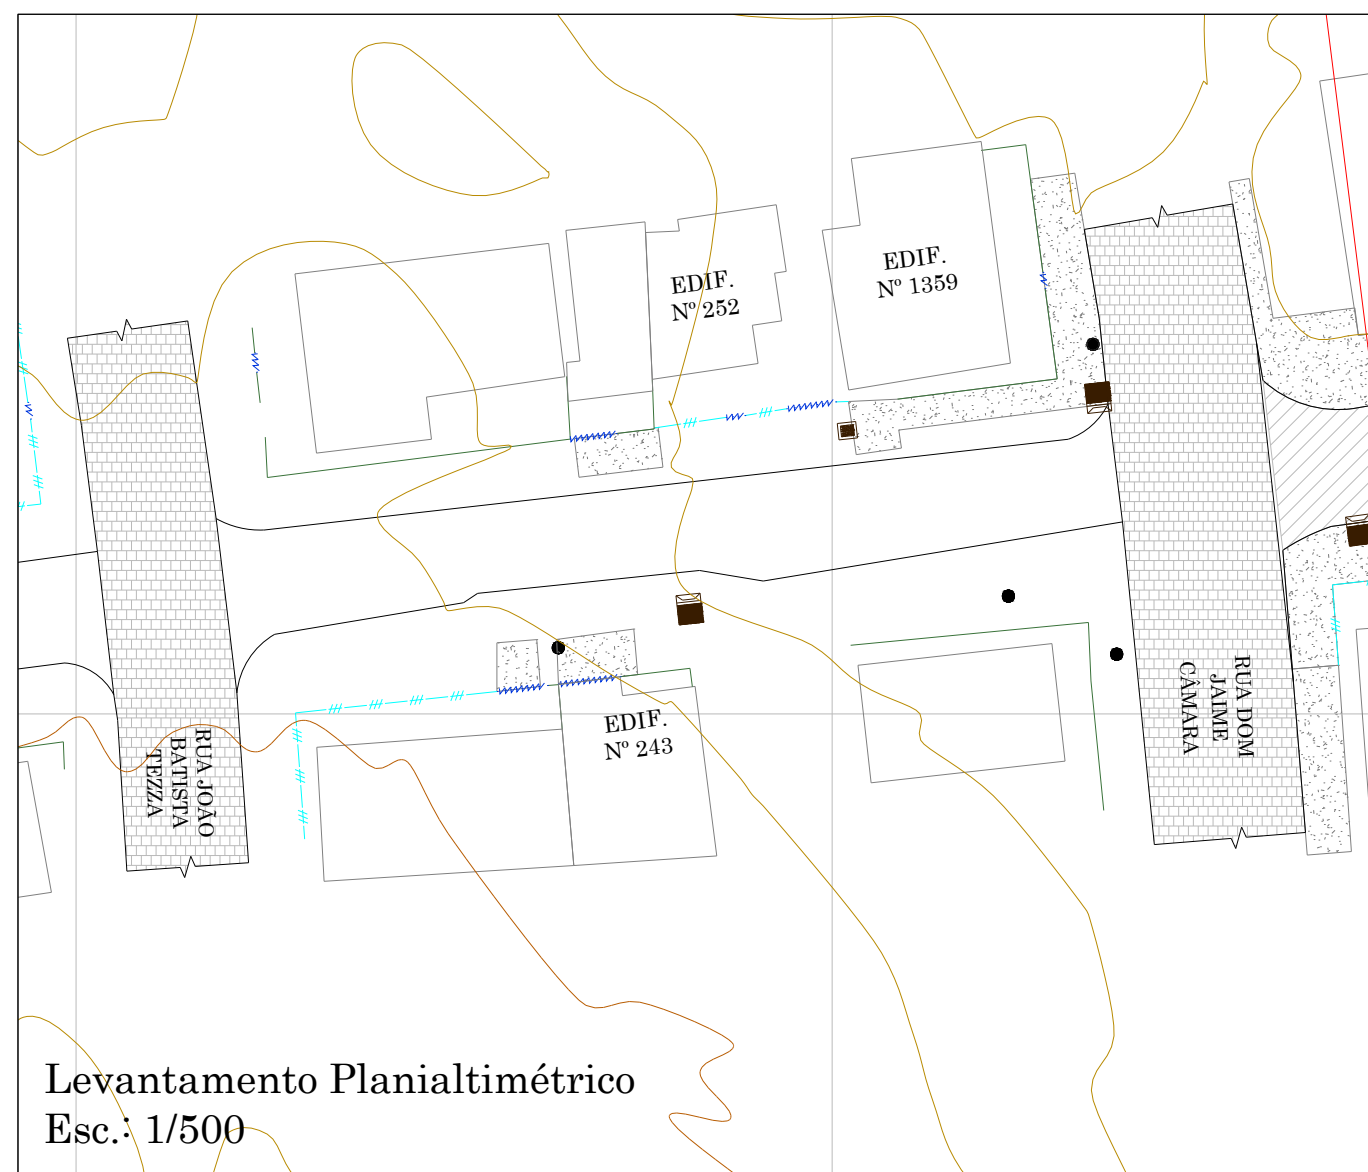 EDIF.
Nº 252
EDIF.
Nº 1359
EDIF.
Nº 243
RUA JOÃO
BATISTA
TEZZA
RUA DOM
JAIME
CÂMARA
Levantamento Planialtimétrico
Esc.: 1/500